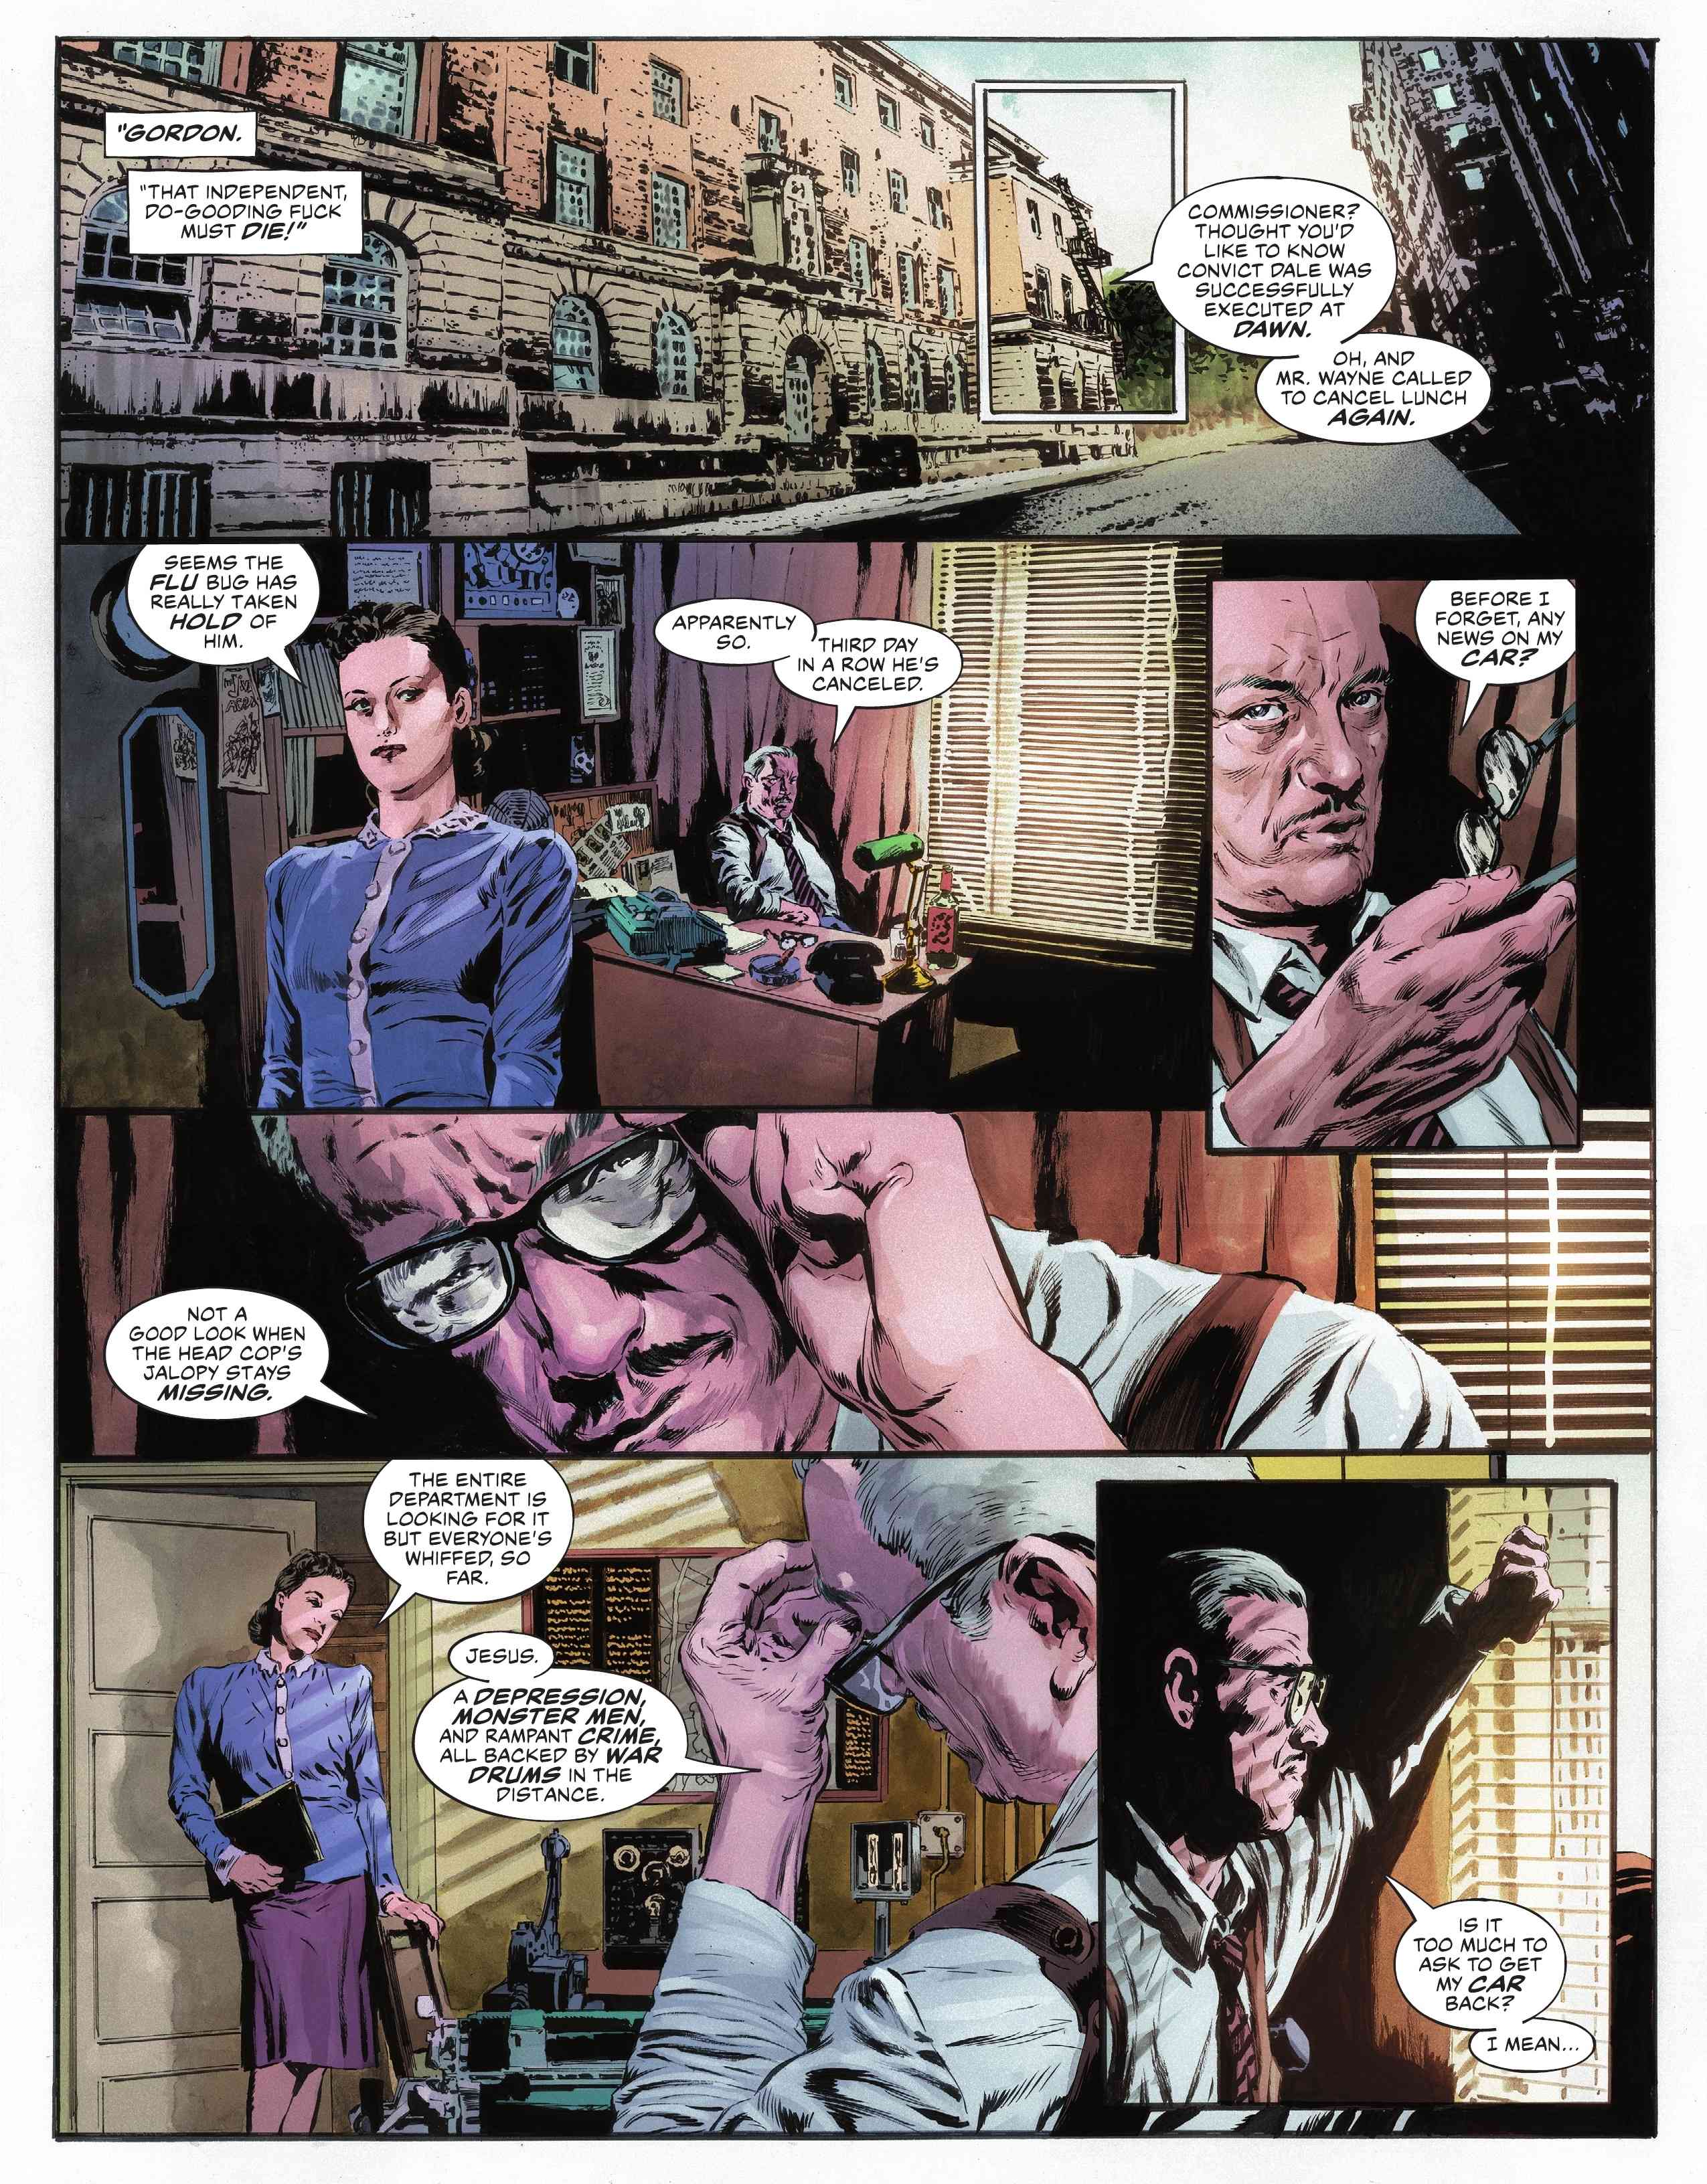 "GORDON.
"THAT INDEPENDENT,
DO-GOODING FUCK
MUST DIE!"
COMMISSIONER?
THOUGHT YOU'D
LIKE TO KNOW
CONVICT DALE WAS
SUCCESSFULLY
EXECUTED AT
DAWN.
OH, AND
MR. WAYNE CALLED
TO CANCEL LUNCH
AGAIN.
SEEMS THE
FLU BUG HAS
REALLY TAKEN
HOLD OF
HIM.
APPARENTLY
SO.
THIRD DAY
IN A ROW HE'S
CANCELED.
BEFORE I
FORGET, ANY
NEWS ON MY
CAR?
NOT A
GOOD LOOK WHEN
THE HEAD COP'S
JALOPY STAYS
MISSING.
THE ENTIRE
DEPARTMENT IS
LOOKING FOR IT
BUT EVERYONE'S
WHIFFED, SO
FAR.
JESUS.
A DEPRESSION,
MONSTER MEN,
AND RAMPANT CRIME,
ALL BACKED BY WAR
DRUMS IN THE
DISTANCE.
IS IT
TOO MUCH TO
ASK TO GET
MY CAR
BACK?
I MEAN...